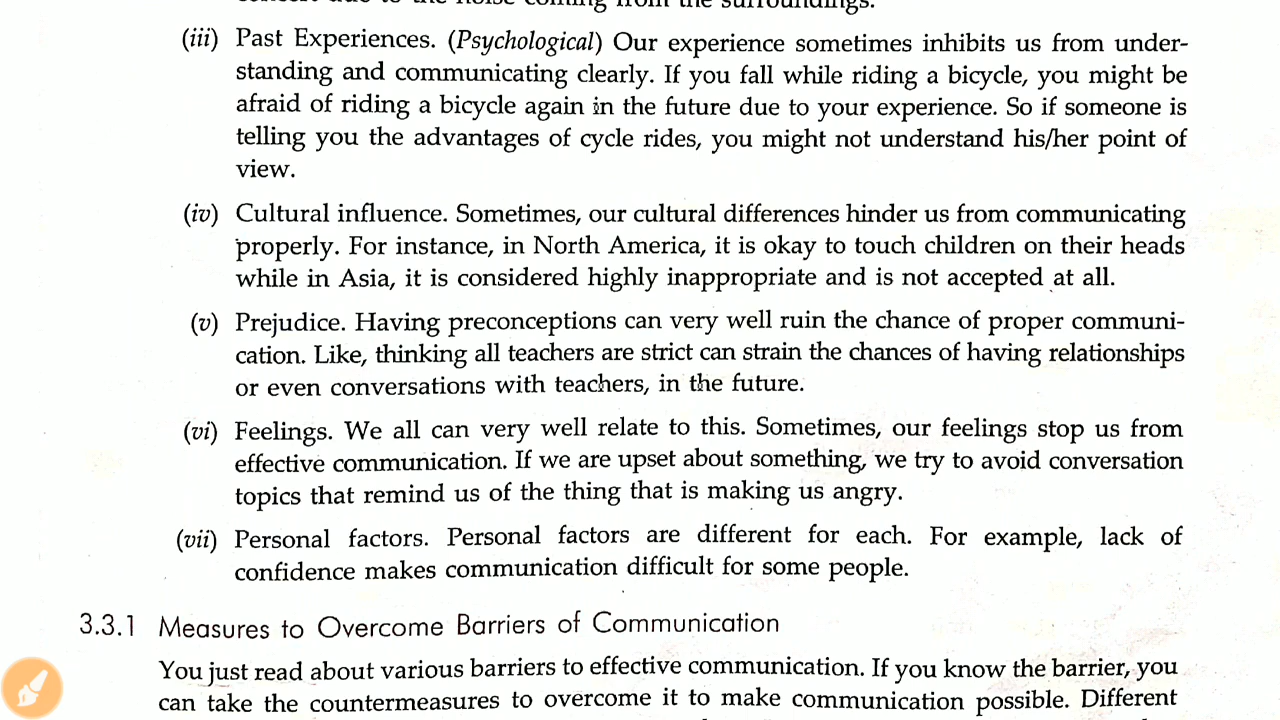 concert due to the noise coming from the surroundings.
(iii) Past Experiences. (Psychological) Our experience sometimes inhibits us from under-
standing and communicating clearly. If you fall while riding a bicycle, you might be
afraid of riding a bicycle again in the future due to your experience. So if someone is
telling you the advantages of cycle rides, you might not understand his/her point of
view.
(iv) Cultural influence. Sometimes, our cultural differences hinder us from communicating
properly. For instance, in North America, it is okay to touch children on their heads
while in Asia, it is considered highly inappropriate and is not accepted at all.
(v) Prejudice. Having preconceptions can very well ruin the chance of proper communi-
cation. Like, thinking all teachers are strict can strain the chances of having relationships
or even conversations with teachers, in the future.
(vi) Feelings. We all can very well relate to this. Sometimes, our feelings stop us from
effective communication. If we are upset about something, we try to avoid conversation
topics that remind us of the thing that is making us angry.
(vii) Personal factors. Personal factors are different for each. For example, lack of
confidence makes communication difficult for some people.
3.3.1 Measures to Overcome Barriers of Communication
You just read about various barriers to effective communication. If you know the barrier, you
can take the countermeasures to overcome it to make communication possible. Different